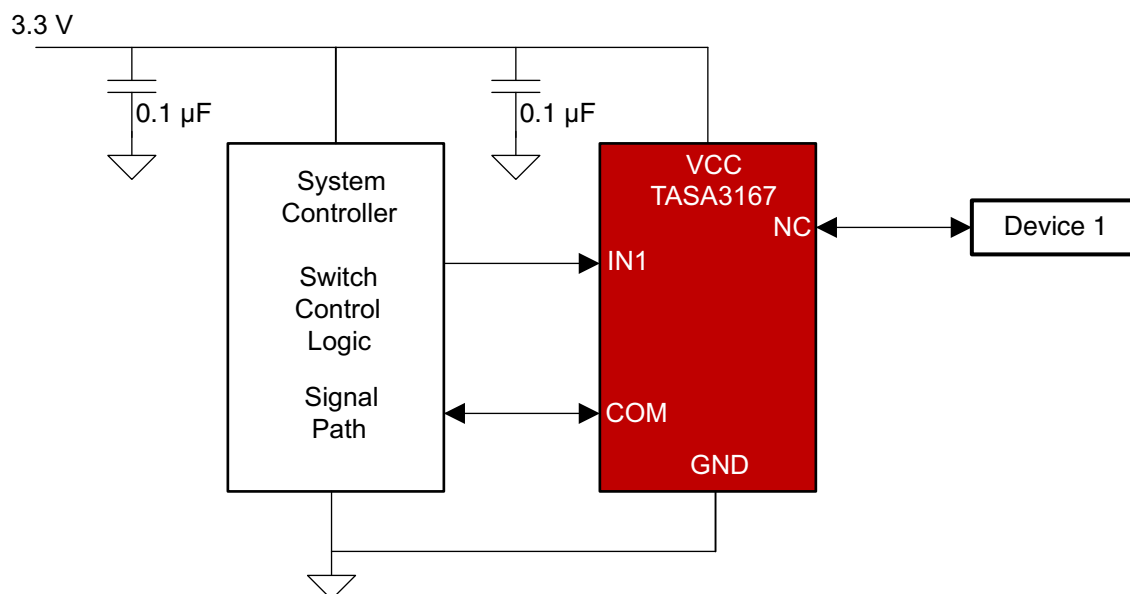 3.3 V
0.1 µF
0.1 µF
System
Controller
Switch
Control
Logic
Signal
Path
VCC
TASA3167
NC
IN1
COM
GND
Device 1